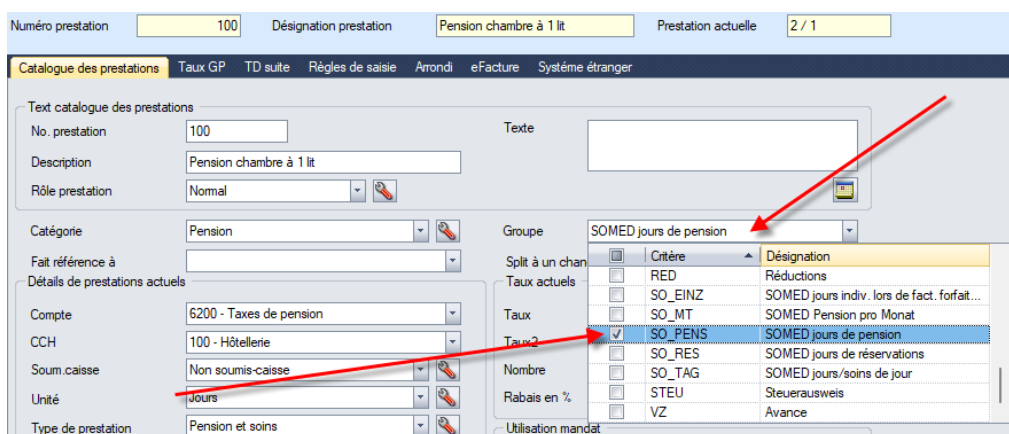 Numéro prestation 100 Désignation prestation Pension chambre à 1 lit Prestation actuelle 2 / 1
Catalogue des prestations Taux GP TD suite Règles de saisie Arrondi eFacture Systéme étranger
Text catalogue des prestations
No. prestation 100 Texte
Description Pension chambre à 1 lit
Rôle prestation Normal
Catégorie Pension Groupe SOMED jours de pension
Fait référence à Split à un chan
Critère Désignation
RED Réductions
SO_EINZ SOMED jours indiv. lors de fact. forfait...
SO_MT SOMED Pension pro Monat
SO_PENS SOMED jours de pension
SO_RES SOMED jours de réservations
SO_TAG SOMED jours/soins de jour
STEU Steuerausweis
VZ Avance
Détails de prestations actuels Taux actuels
Compte 6200 - Taxes de pension Taux
CCH 100 - Hôtellerie Taux2
Soum.caisse Non soumis-caisse Nombre
Unité Jours Rabais en %
Type de prestation Pension et soins Utilisation mandat